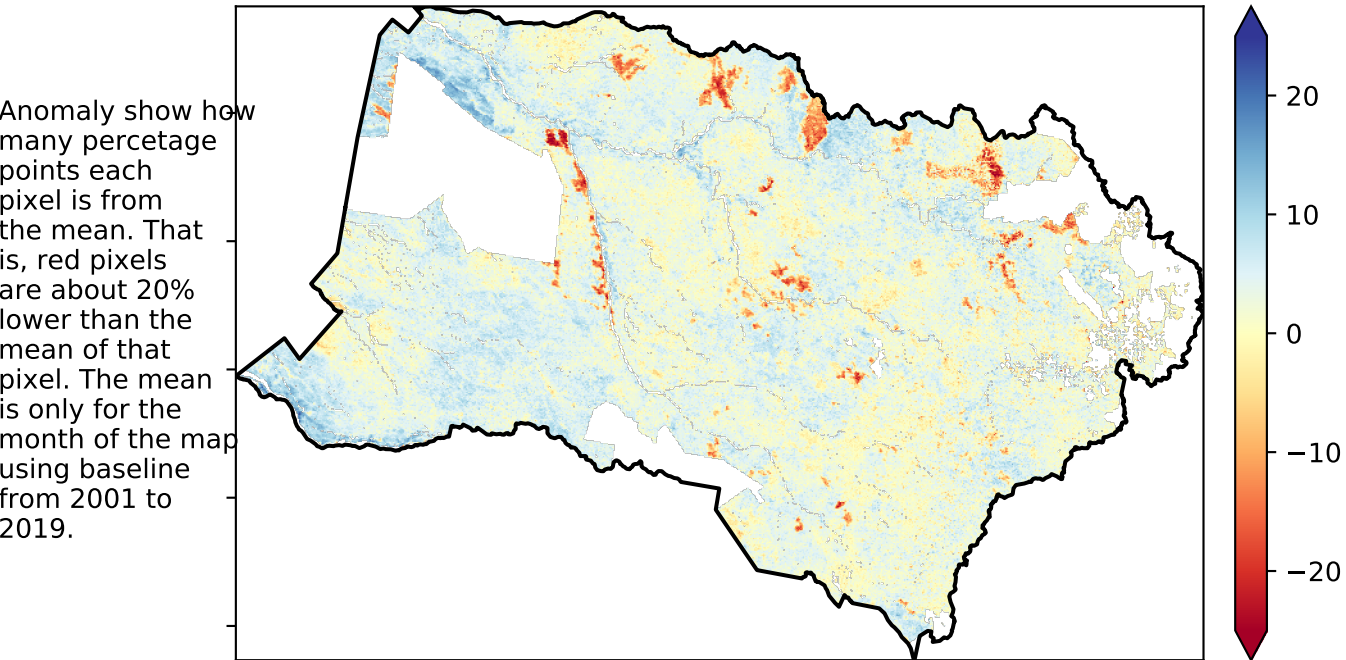 Anomaly show how
many percetage
points each
pixel is from
the mean. That
is, red pixels
are about 20%
lower than the
mean of that
pixel. The mean
is only for the
month of the map
using baseline
from 2001 to
2019.
20
10
0
−10
−20